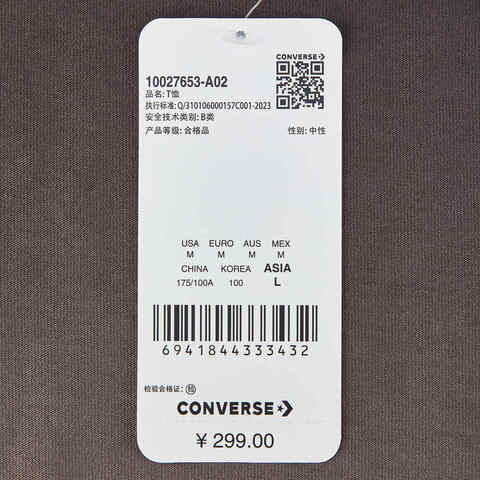 CONVERSE
10027653-A02
品名: T恤
执行标准: Q/310106000157C001-2023
安全技术类别: B类
产品等级: 合格品 性别: 中性
USA EURO AUS MEX
M M M M
CHINA KOREA ASIA
175/100A 100 L
6941844333432
检验合格证: 检
CONVERSE
¥ 299.00